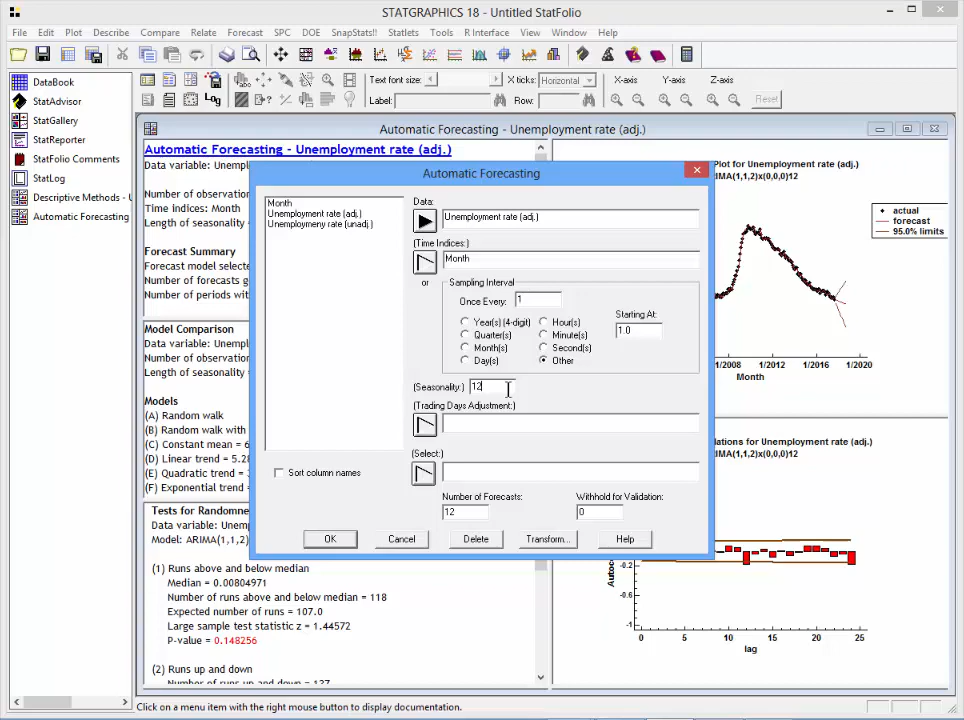 STATGRAPHICS 18 - Untitled StatFolio
File Edit Plot Describe Compare Relate Forecast SPC DOE SnapStats!! Statlets Tools R Interface View Window Help
Log
Text font size:
X ticks:
Horizontal
X-axis Y-axis Z-axis
Label:
Row:
Reset
DataBook
StatAdvisor
StatGallery
StatReporter
StatFolio Comments
StatLog
Descriptive Methods - U
Automatic Forecasting
Automatic Forecasting - Unemployment rate (adj.)
Automatic Forecasting - Unemployment rate (adj.)
Data variable: Unempl
Number of observation
Time indices: Month
Length of seasonality
Forecast Summary
Forecast model selecte
Number of forecasts g
Number of periods wit
Model Comparison
Data variable: Unempl
Number of observation
Length of seasonality
Models
(A) Random walk
(B) Random walk with
(C) Constant mean = 6
(D) Linear trend = 5.28
(E) Quadratic trend =
(F) Exponential trend =
Tests for Randomne
Data variable: Unemp
Model: ARIMA(1,1,2)
(1) Runs above and below median
Median = 0.00804971
Number of runs above and below median = 118
Expected number of runs = 107.0
Large sample test statistic z = 1.44572
P-value = 0.148256
(2) Runs up and down
Number of runs up and down = 137
Automatic Forecasting
Month
Unemployment rate (adj.)
Unemploymeny rate (unadj.)
Sort column names
Data:
Unemployment rate (adj.)
(Time Indices:)
Month
or
Sampling Interval
Once Every:
1
Year(s) (4-digit)
Quarter(s)
Month(s)
Day(s)
Hour(s)
Minute(s)
Second(s)
Other
Starting At:
1.0
(Seasonality:)
12
(Trading Days Adjustment:)
(Select:)
Number of Forecasts:
12
Withhold for Validation:
0
OK
Cancel
Delete
Transform...
Help
Plot for Unemployment rate (adj.)
IMA(1,1,2)x(0,0,0)12
actual
forecast
95.0% limits
1/2008 1/2012 1/2016 1/2020
Month
lations for Unemployment rate (adj.)
IMA(1,1,2)x(0,0,0)12
Autoco
-0.2
-0.6
-1
0 5 10 15 20 25
lag
Click on a menu item with the right mouse button to display documentation.